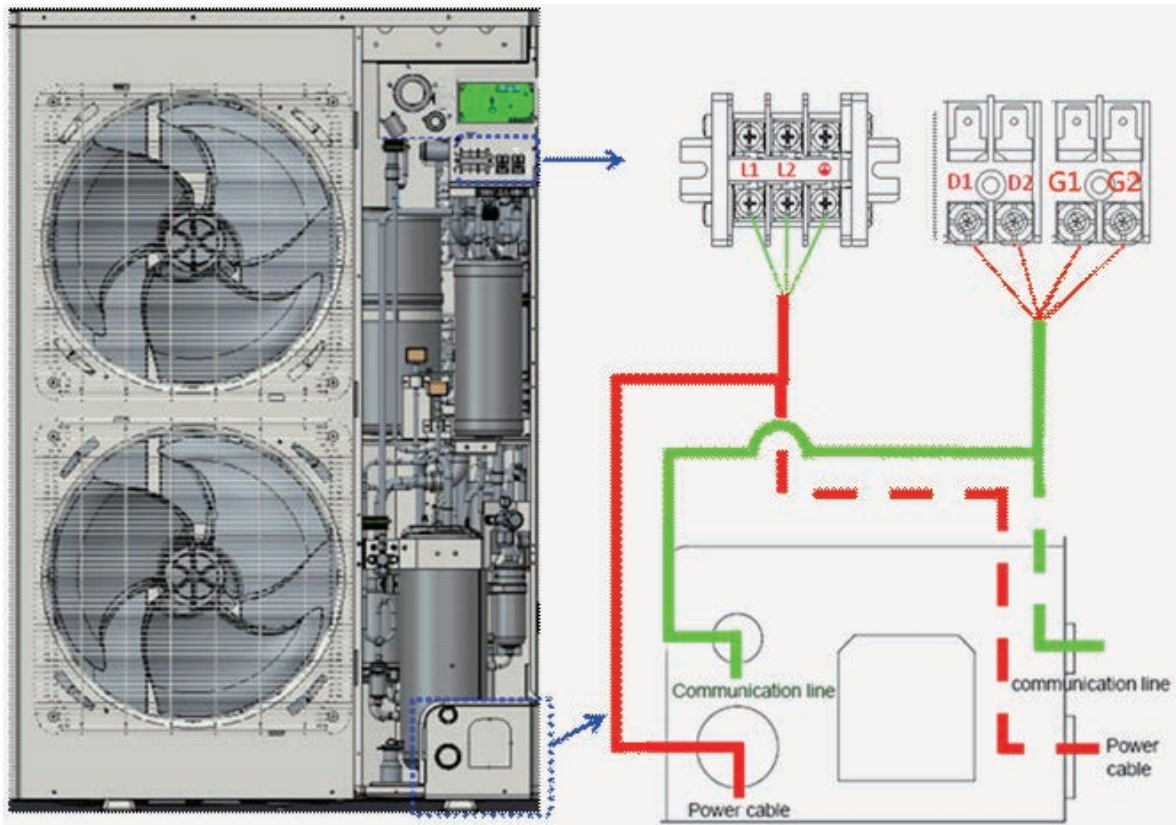 L1 L2
D1 D2 G1 G2
Communication line
communication line
Power
cable
Power cable